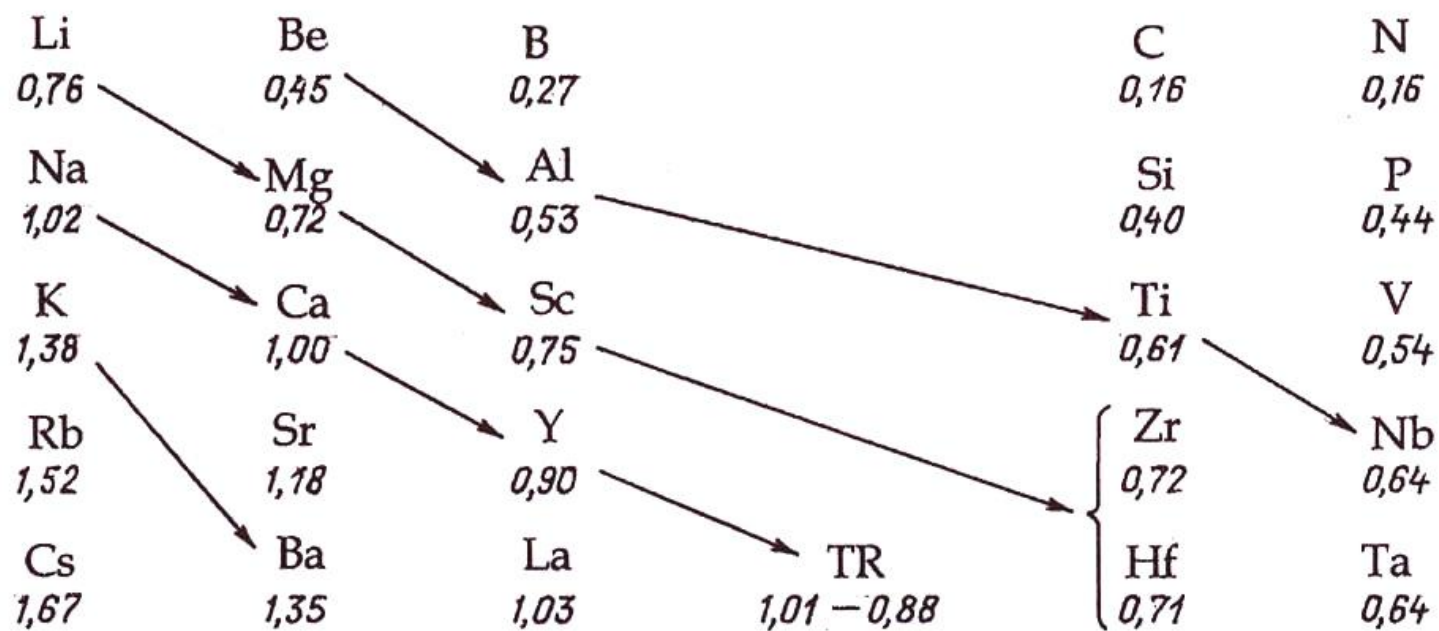 Li Be B C N
0,76 0,45 0,27 0,16 0,16
Na Mg Al Si P
1,02 0,72 0,53 0,40 0,44
K Ca Sc Ti V
1,38 1,00 0,75 0,61 0,54
Rb Sr Y Zr Nb
1,52 1,18 0,90 0,72 0,64
Cs Ba La TR Hf Ta
1,67 1,35 1,03 1,01 – 0,88 0,71 0,64